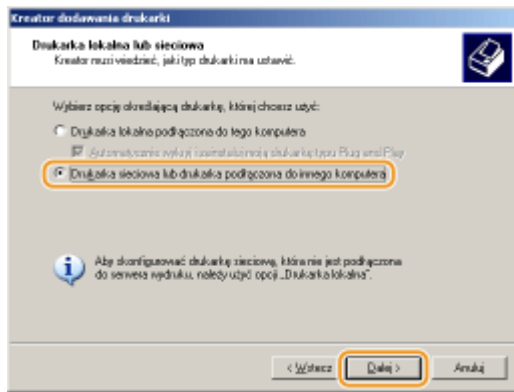 Kreator dodawania drukarki
Drukarka lokalna lub sieciowa
Kreator musi wiedzieć, jaki typ drukarki ma ustawić.
Wybierz opcję określającą drukarkę, której chcesz użyć:
Drukarka lokalna podłączona do tego komputera
Automatycznie wykryj i zainstaluj moją drukarkę typu Plug and Play
Drukarka sieciowa lub drukarka podłączona do innego komputera
Aby skonfigurować drukarkę sieciową, która nie jest podłączona
do serwera wydruku, należy użyć opcji „Drukarka lokalna”.
< Wstecz
Dalej >
Anuluj